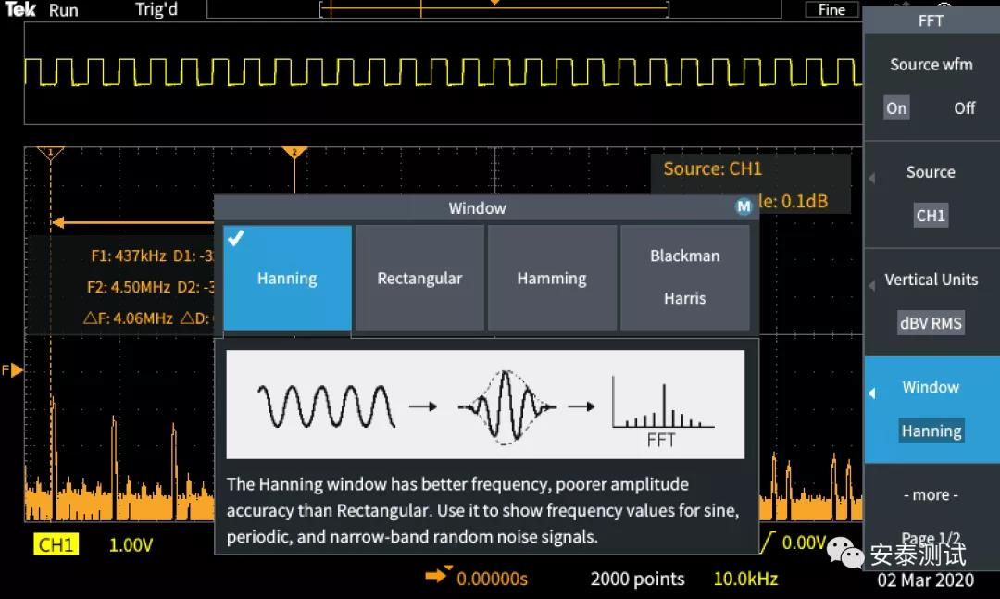 Tek Run Trig'd Fine
FFT
Source wfm
On Off
Source
CH1
Vertical Units
dBV RMS
Window
Hanning
- more -
Page 1/2
1
2
Source: CH1
le: 0.1dB
F1: 437kHz D1: -3
F2: 4.50MHz D2: -3
△F: 4.06MHz △D:
F
Window M
Hanning
Rectangular
Hamming
Blackman
Harris
FFT
The Hanning window has better frequency, poorer amplitude
accuracy than Rectangular. Use it to show frequency values for sine,
periodic, and narrow-band random noise signals.
CH1 1.00V
0.00V
安泰测试
0.00000s
2000 points
10.0kHz
02 Mar 2020